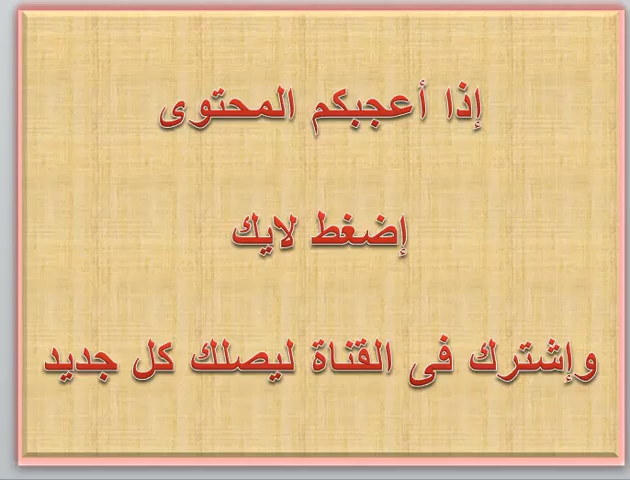 إذا أعجبكم المحتوى
إضغط لايك
وإشترك فى القناة ليصلك كل جديد